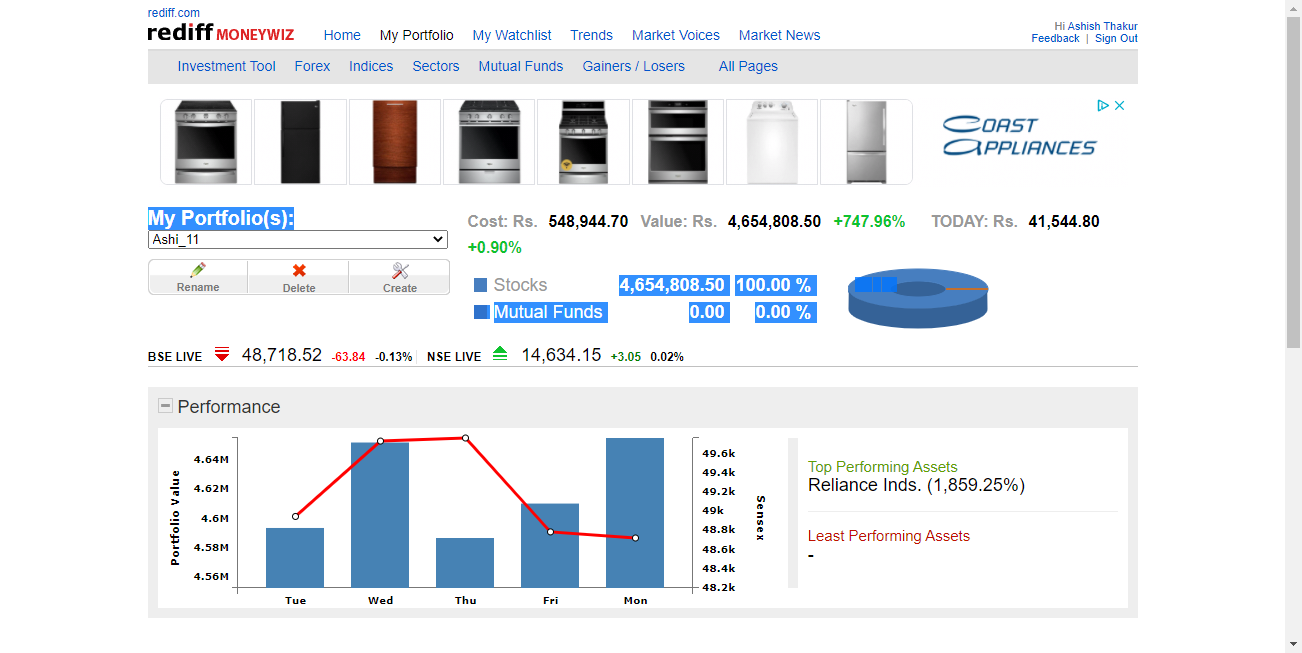 rediff.com
rediff MONEYWIZ
Home My Portfolio My Watchlist Trends Market Voices Market News
Hi Ashish Thakur
Feedback | Sign Out
Investment Tool Forex Indices Sectors Mutual Funds Gainers / Losers All Pages
COAST
APPLIANCES
My Portfolio(s):
Ashi_11
Rename Delete Create
Cost: Rs. 548,944.70 Value: Rs. 4,654,808.50 +747.96% TODAY: Rs. 41,544.80
+0.90%
Stocks 4,654,808.50 100.00 %
Mutual Funds 0.00 0.00 %
BSE LIVE 48,718.52 -63.84 -0.13% NSE LIVE 14,634.15 +3.05 0.02%
Performance
Portfolio Value
4.64M
4.62M
4.6M
4.58M
4.56M
Tue Wed Thu Fri Mon
49.6k
49.4k
49.2k
49k
48.8k
48.6k
48.4k
48.2k
Sensex
Top Performing Assets
Reliance Inds. (1,859.25%)
Least Performing Assets
-